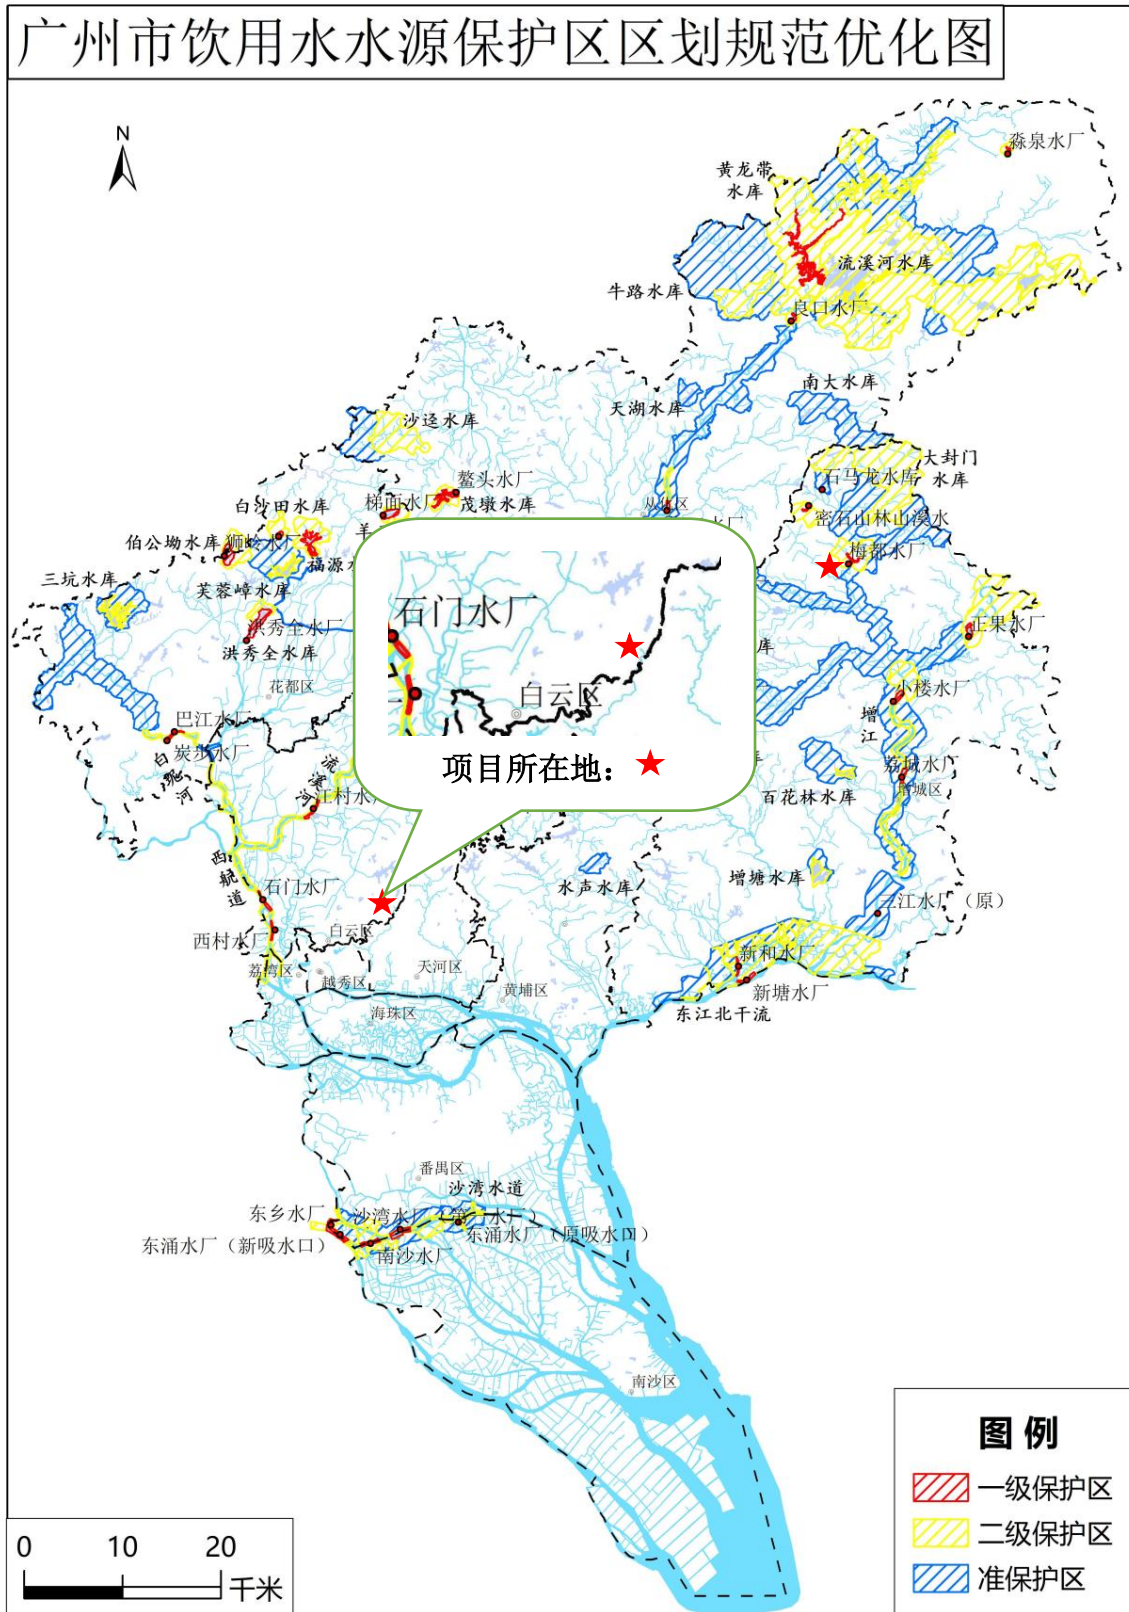 广州市饮用水水源保护区区划规范优化图
N
淼泉水厂
黄龙带
水库
流溪河水库
牛路水库
良口水厂
南大水库
天湖水库
沙迳水库
大封门
水库
石马龙水库
鳌头水厂
梯面水厂
茂墩水库
从化区
白沙田水库
密石山林山溪水
伯公坳水库
狮岭水厂
羊
水厂
梅都水厂
福源水
三坑水库
芙蓉嶂水库
洪秀全水厂
洪秀全水库
石门水厂
正果水厂
库
花都区
白云区
小楼水厂
增江
巴江水厂
炭步水厂
白坭河
流溪河
项目所在地：
江村水厂
荔城水厂
增城区
百花林水库
西航道
水声水库
增塘水库
石门水厂
三江水厂（原）
西村水厂
白云区
新和水厂
荔湾区
越秀区
天河区
黄埔区
新塘水厂
海珠区
东江北干流
番禺区
沙湾水道
东乡水厂
沙湾水厂（第一水厂）
东涌水厂（新吸水口）
东涌水厂（原吸水口）
南沙水厂
南沙区
图例
一级保护区
二级保护区
准保护区
0 10 20
千米